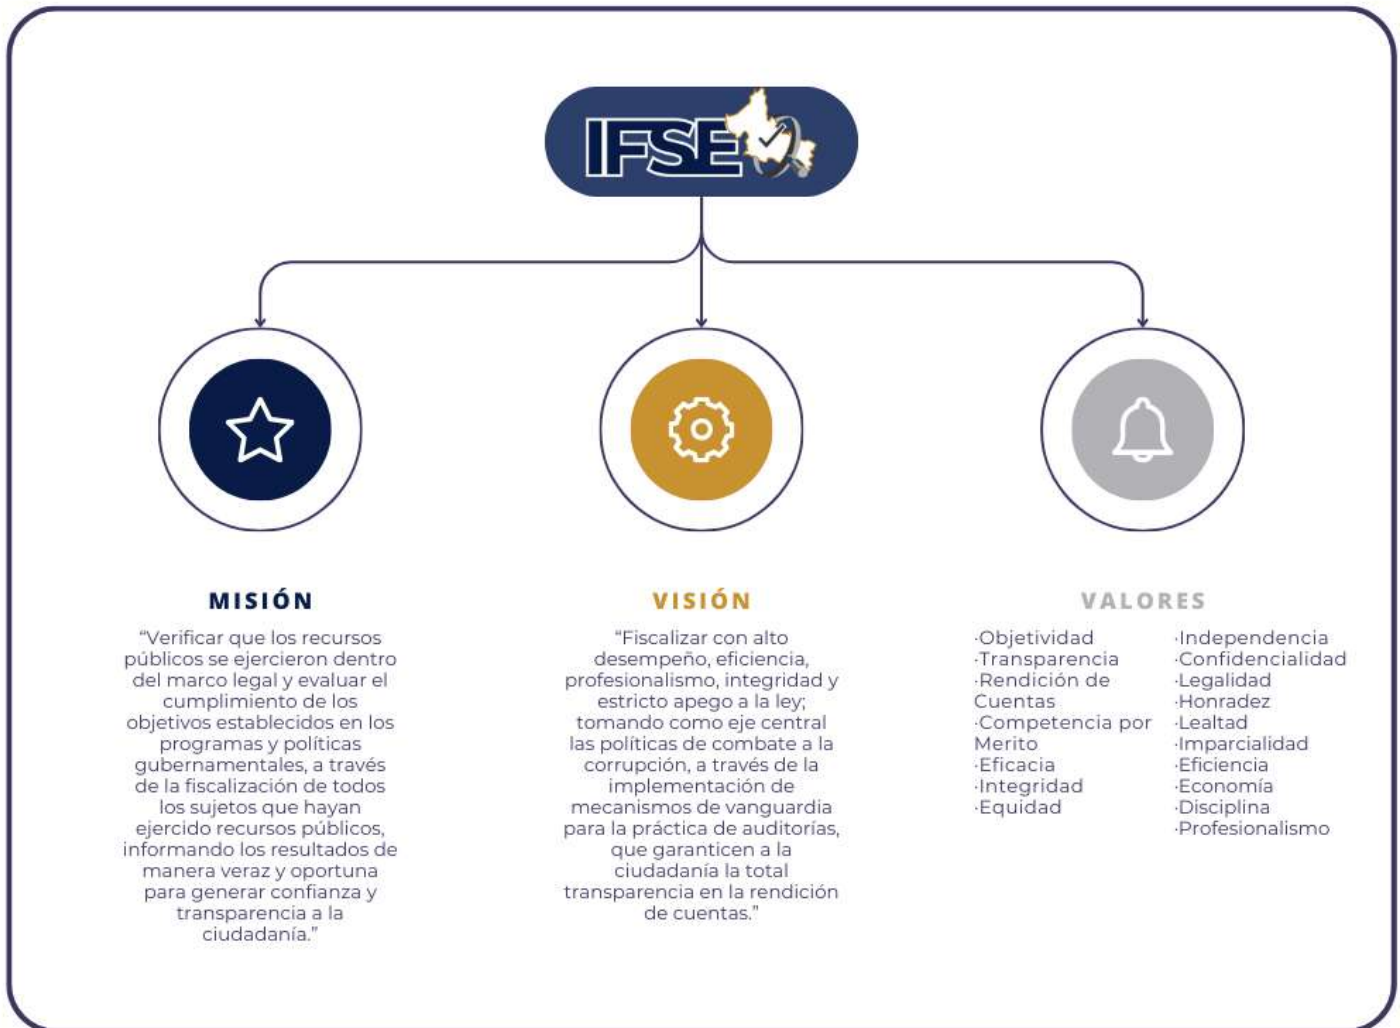 IFSE
MISIÓN
“Verificar que los recursos
públicos se ejercieron dentro
del marco legal y evaluar el
cumplimiento de los
objetivos establecidos en los
programas y políticas
gubernamentales, a través
de la fiscalización de todos
los sujetos que hayan
ejercido recursos públicos,
informando los resultados de
manera veraz y oportuna
para generar confianza y
transparencia a la
ciudadanía.”
VISIÓN
“Fiscalizar con alto
desempeño, eficiencia,
profesionalismo, integridad y
estricto apego a la ley;
tomando como eje central
las políticas de combate a la
corrupción, a través de la
implementación de
mecanismos de vanguardia
para la práctica de auditorías,
que garanticen a la
ciudadanía la total
transparencia en la rendición
de cuentas.”
VALORES
·Objetividad
·Transparencia
·Rendición de
Cuentas
·Competencia por
Merito
·Eficacia
·Integridad
·Equidad
·Independencia
·Confidencialidad
·Legalidad
·Honradez
·Lealtad
·Imparcialidad
·Eficiencia
·Economía
·Disciplina
·Profesionalismo